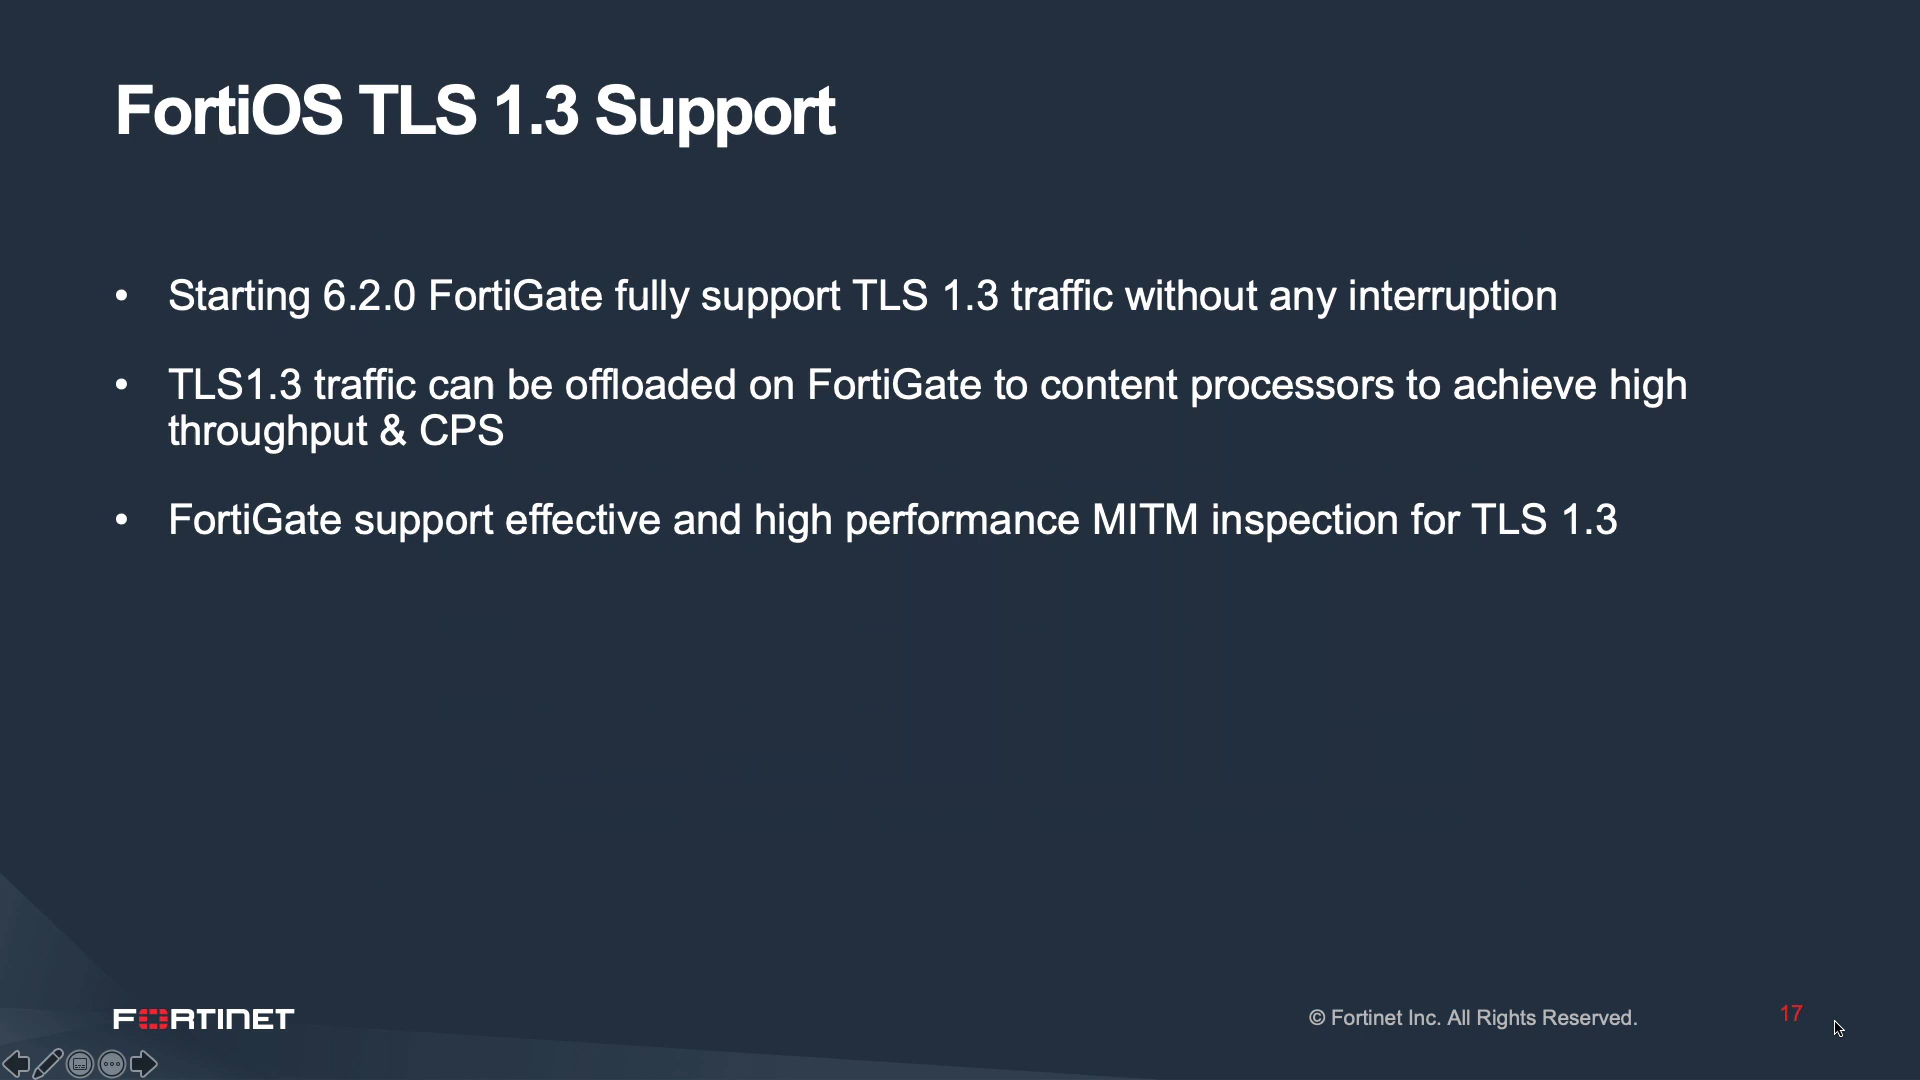 FortiOS TLS 1.3 Support
• Starting 6.2.0 FortiGate fully support TLS 1.3 traffic without any interruption
• TLS1.3 traffic can be offloaded on FortiGate to content processors to achieve high
throughput & CPS
• FortiGate support effective and high performance MITM inspection for TLS 1.3
FORTINET
© Fortinet Inc. All Rights Reserved.
17